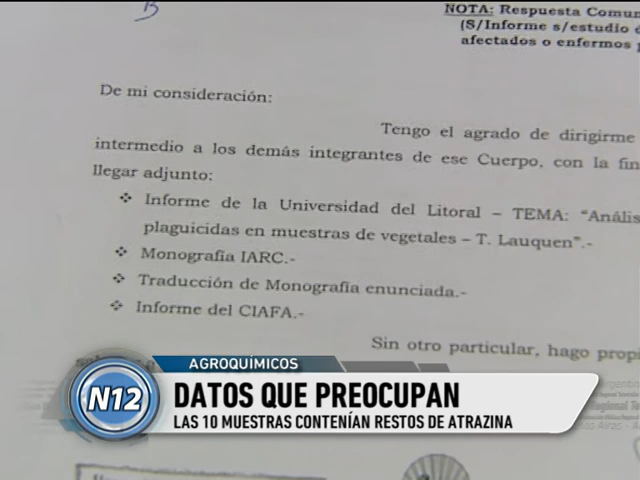 NOTA: Respuesta Comun
(S/Informe s/estudio d
afectados o enfermos p
De mi consideración:
Tengo el agrado de dirigirme
intermedio a los demás integrantes de ese Cuerpo, con la fin
llegar adjunto:
❖ Informe de la Universidad del Litoral – TEMA: "Anális
plaguicidas en muestras de vegetales – T. Lauquen".-
❖ Monografía IARC.-
❖ Traducción de Monografía enunciada.-
❖ Informe del CIAFA.-
Sin otro particular, hago propi
AGROQUÍMICOS
N12
DATOS QUE PREOCUPAN
LAS 10 MUESTRAS CONTENÍAN RESTOS DE ATRAZINA